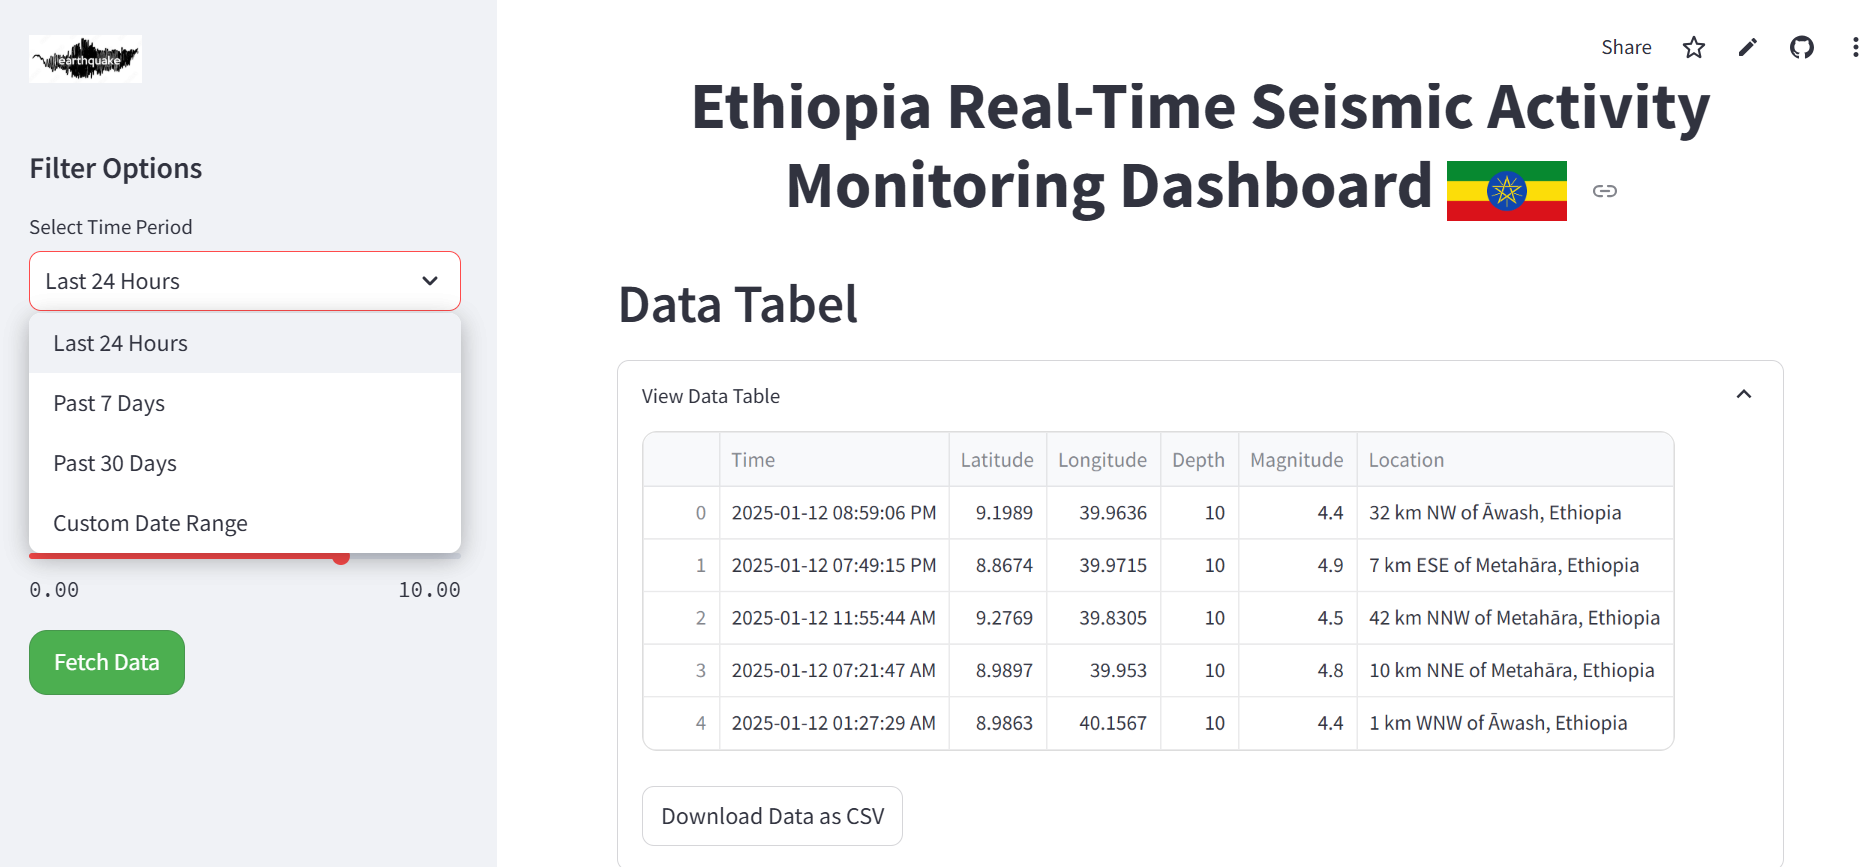 earthquake
Filter Options
Select Time Period
Last 24 Hours
Last 24 Hours
Past 7 Days
Past 30 Days
Custom Date Range
0.00 10.00
Fetch Data
Share
Ethiopia Real-Time Seismic Activity
Monitoring Dashboard
Data Tabel
View Data Table
Time Latitude Longitude Depth Magnitude Location
0 2025-01-12 08:59:06 PM 9.1989 39.9636 10 4.4 32 km NW of Āwash, Ethiopia
1 2025-01-12 07:49:15 PM 8.8674 39.9715 10 4.9 7 km ESE of Metahāra, Ethiopia
2 2025-01-12 11:55:44 AM 9.2769 39.8305 10 4.5 42 km NNW of Metahāra, Ethiopia
3 2025-01-12 07:21:47 AM 8.9897 39.953 10 4.8 10 km NNE of Metahāra, Ethiopia
4 2025-01-12 01:27:29 AM 8.9863 40.1567 10 4.4 1 km WNW of Āwash, Ethiopia
Download Data as CSV